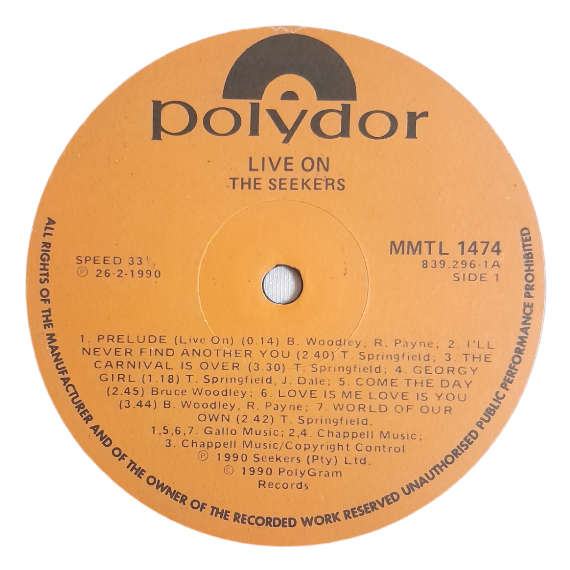 polydor
LIVE ON
THE SEEKERS
SPEED 33⅓
℗ 26-2-1990
MMTL 1474
839.296-1A
SIDE 1
1. PRELUDE (Live On) (0.14) B. Woodley, R. Payne; 2. I'LL
NEVER FIND ANOTHER YOU (2 40) T. Springfield; 3. THE
CARNIVAL IS OVER (3.30) T. Springfield; 4. GEORGY
GIRL (1.18) T. Springfield, J. Dale; 5. COME THE DAY
(2.45) Bruce Woodley; 6. LOVE IS ME LOVE IS YOU
(3.44) B. Woodley, R. Payne; 7. WORLD OF OUR
OWN (2 42) T. Springfield.
1,5,6,7. Gallo Music; 2,4. Chappell Music;
3. Chappell Music/Copyright Control
℗ 1990 Seekers (Pty) Ltd.
© 1990 PolyGram
Records
ALL RIGHTS OF THE MANUFACTURER AND OF THE OWNER OF THE RECORDED WORK RESERVED UNAUTHORISED PUBLIC PERFORMANCE PROHIBITED